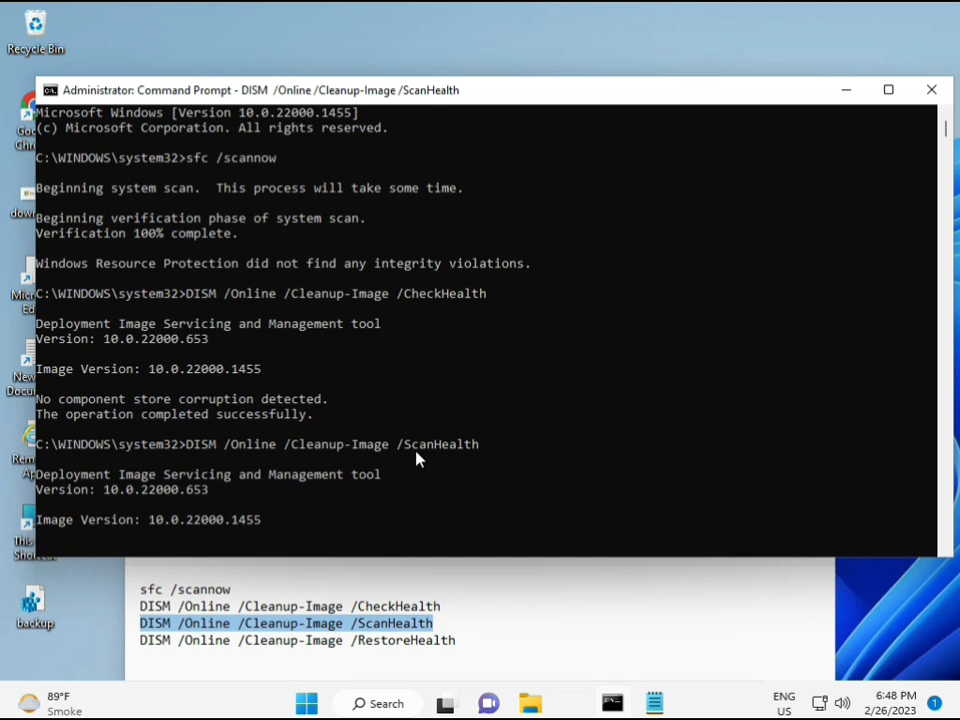 Recycle Bin
Administrator: Command Prompt - DISM  /Online /Cleanup-Image /ScanHealth
Microsoft Windows [Version 10.0.22000.1455]
(c) Microsoft Corporation. All rights reserved.
C:\WINDOWS\system32>sfc /scannow
Beginning system scan.  This process will take some time.
Beginning verification phase of system scan.
Verification 100% complete.
Windows Resource Protection did not find any integrity violations.
C:\WINDOWS\system32>DISM /Online /Cleanup-Image /CheckHealth
Deployment Image Servicing and Management tool
Version: 10.0.22000.653
Image Version: 10.0.22000.1455
No component store corruption detected.
The operation completed successfully.
C:\WINDOWS\system32>DISM /Online /Cleanup-Image /ScanHealth
Deployment Image Servicing and Management tool
Version: 10.0.22000.653
Image Version: 10.0.22000.1455
sfc /scannow
DISM /Online /Cleanup-Image /CheckHealth
DISM /Online /Cleanup-Image /ScanHealth
DISM /Online /Cleanup-Image /RestoreHealth
backup
89°F
Smoke
Search
ENG
US
6:48 PM
2/26/2023
1